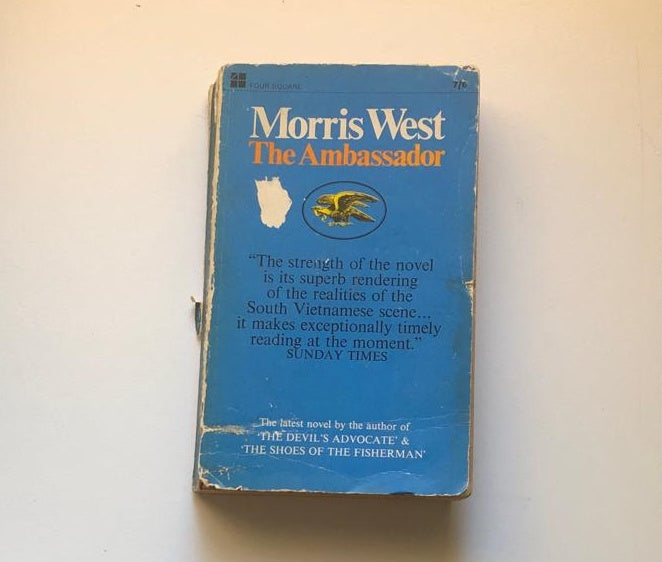 FOUR SQUARE 7/6
Morris West
The Ambassador
"The strength of the novel
is its superb rendering
of the realities of the
South Vietnamese scene...
it makes exceptionally timely
reading at the moment."
SUNDAY TIMES
The latest novel by the author of
'THE DEVIL'S ADVOCATE' &
'THE SHOES OF THE FISHERMAN'